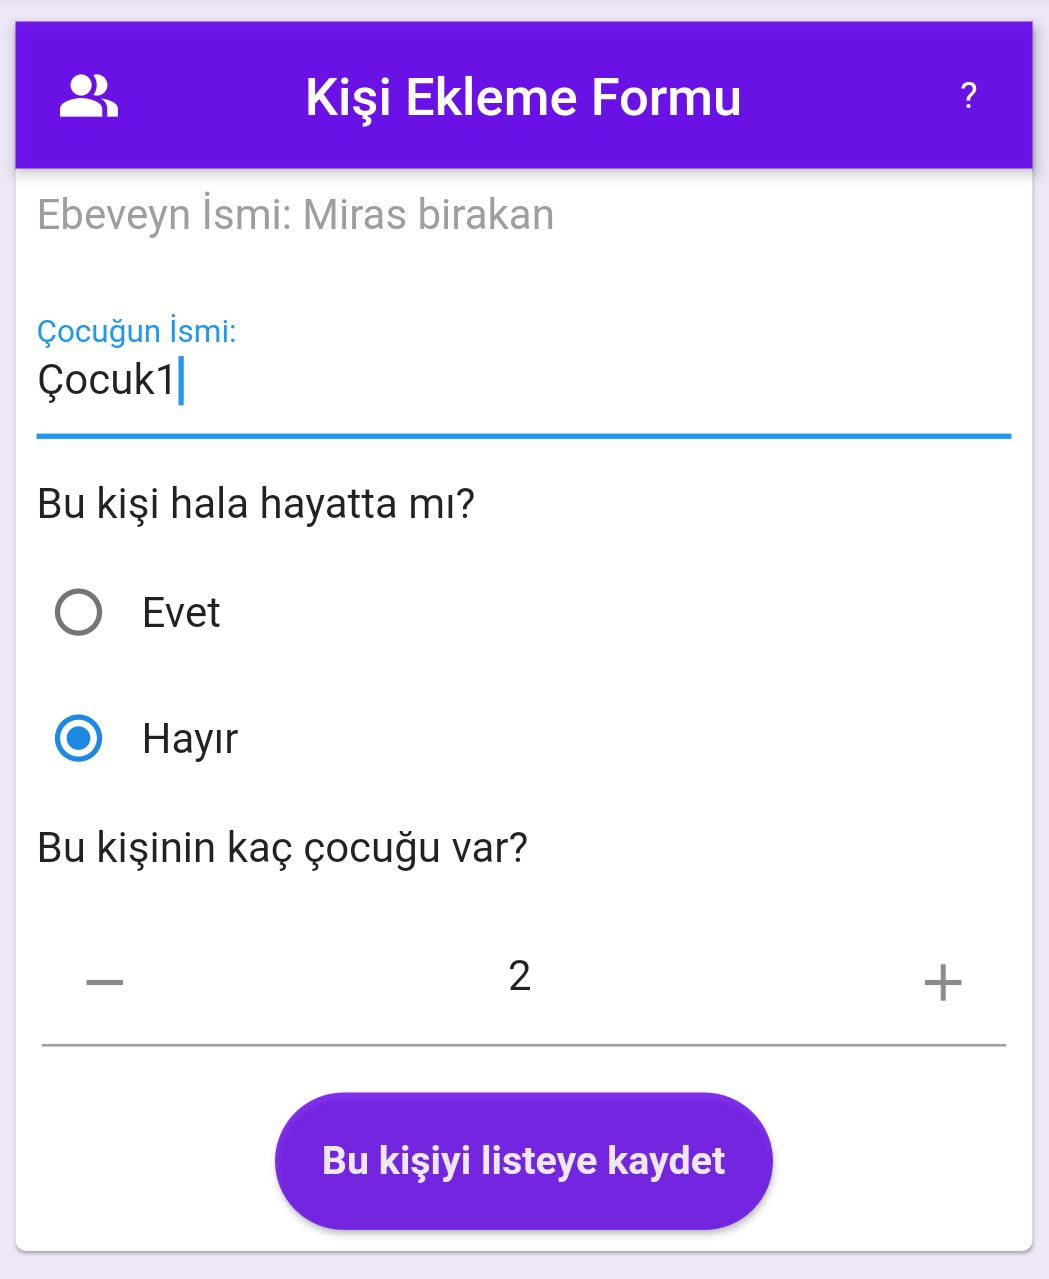 Kişi Ekleme Formu
?
Ebeveyn İsmi: Miras birakan
Çocuğun İsmi:
Çocuk1
Bu kişi hala hayatta mı?
Evet
Hayır
Bu kişinin kaç çocuğu var?
2
Bu kişiyi listeye kaydet